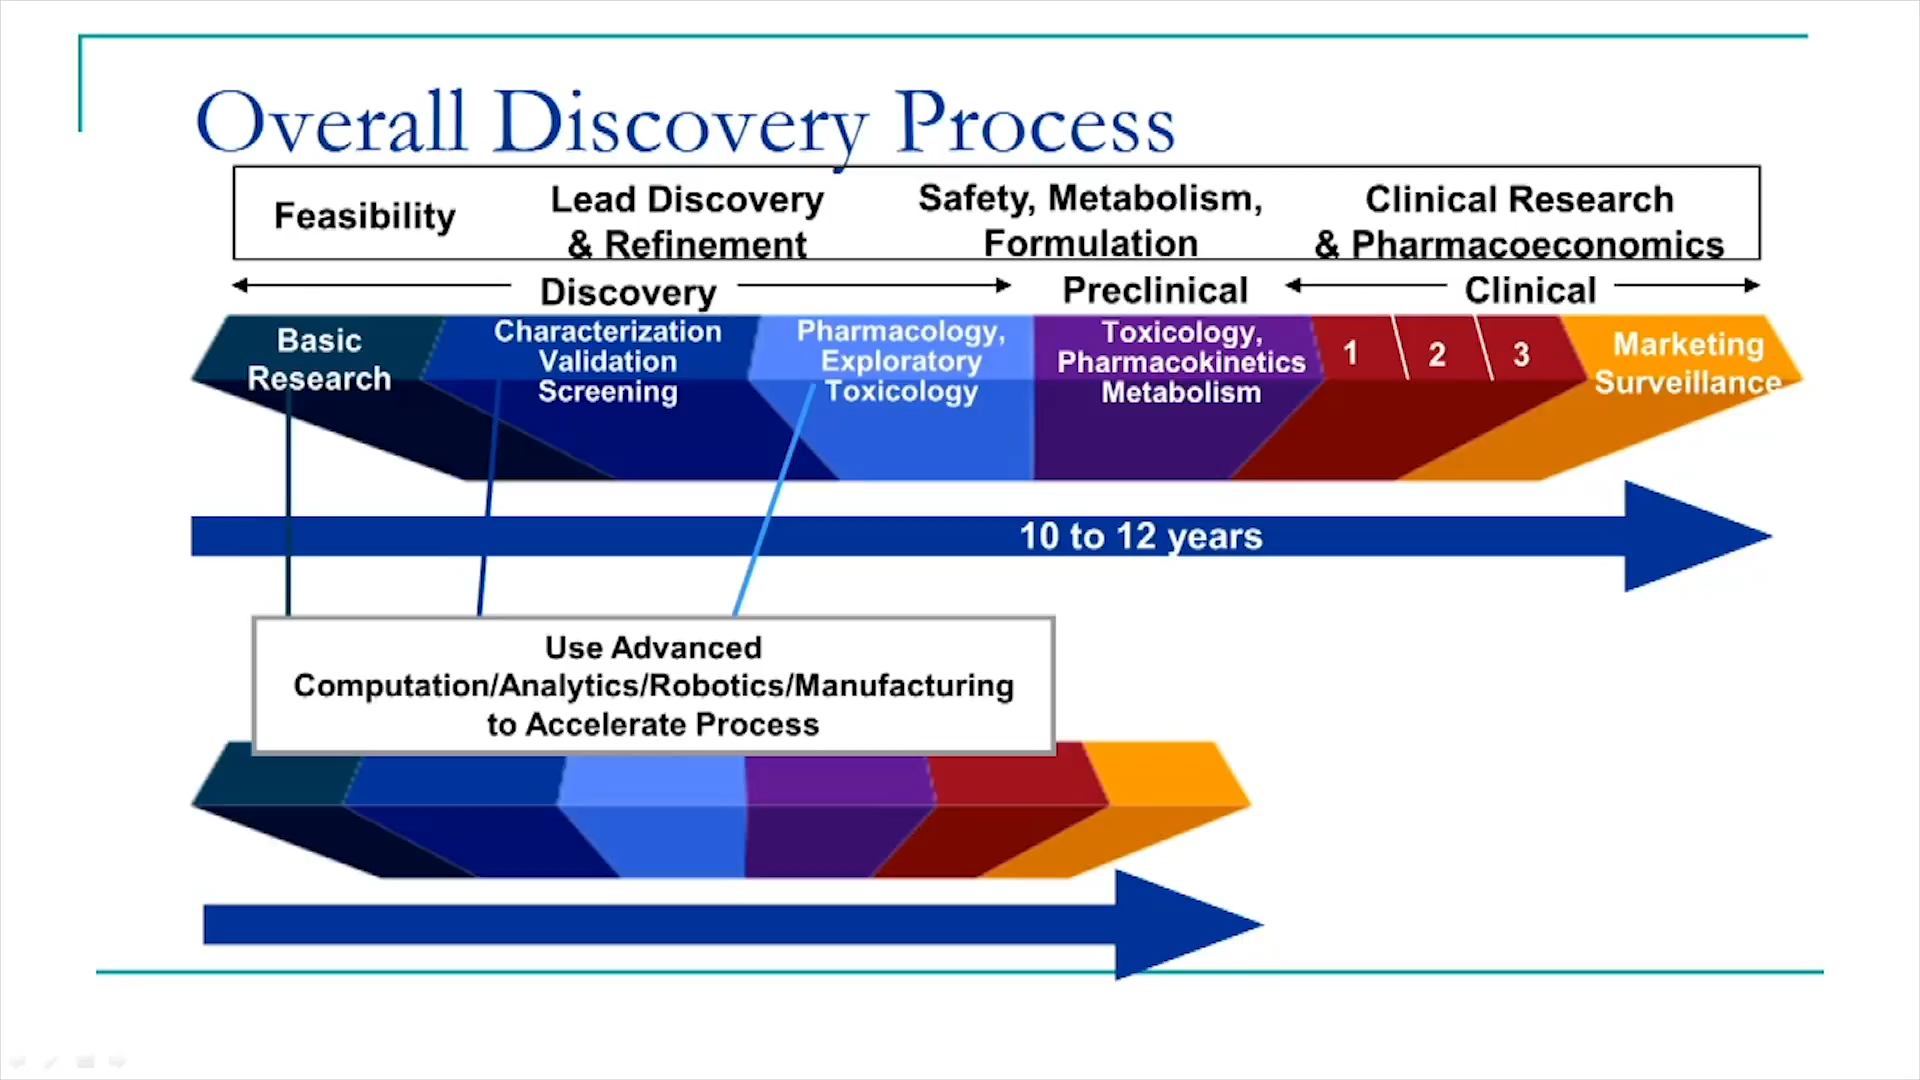 Overall Discovery Process
Feasibility
Lead Discovery
& Refinement
Safety, Metabolism,
Formulation
Clinical Research
& Pharmacoeconomics
Discovery
Preclinical
Clinical
Basic
Research
Characterization
Validation
Screening
Pharmacology,
Exploratory
Toxicology
Toxicology,
Pharmacokinetics
Metabolism
1
2
3
Marketing
Surveillance
10 to 12 years
Use Advanced
Computation/Analytics/Robotics/Manufacturing
to Accelerate Process